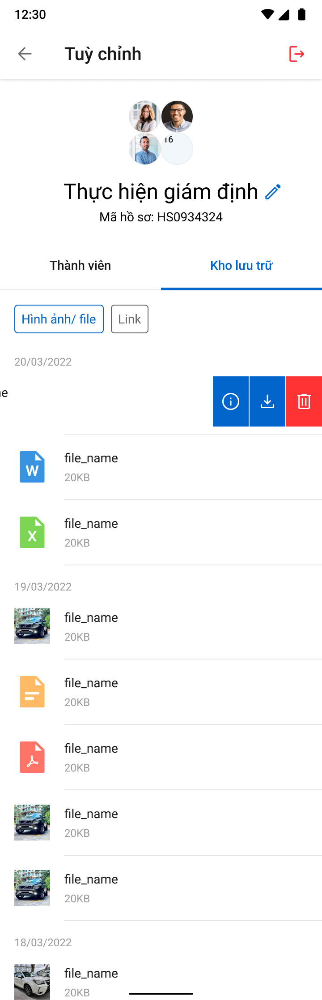 12:30
Tuỳ chỉnh
16
Thực hiện giám định
Mã hồ sơ: HS0934324
Thành viên
Kho lưu trữ
Hình ảnh/ file
Link
20/03/2022
e
W
file_name
20KB
X
file_name
20KB
19/03/2022
file_name
20KB
file_name
20KB
file_name
20KB
file_name
20KB
file_name
20KB
18/03/2022
file_name
20KB